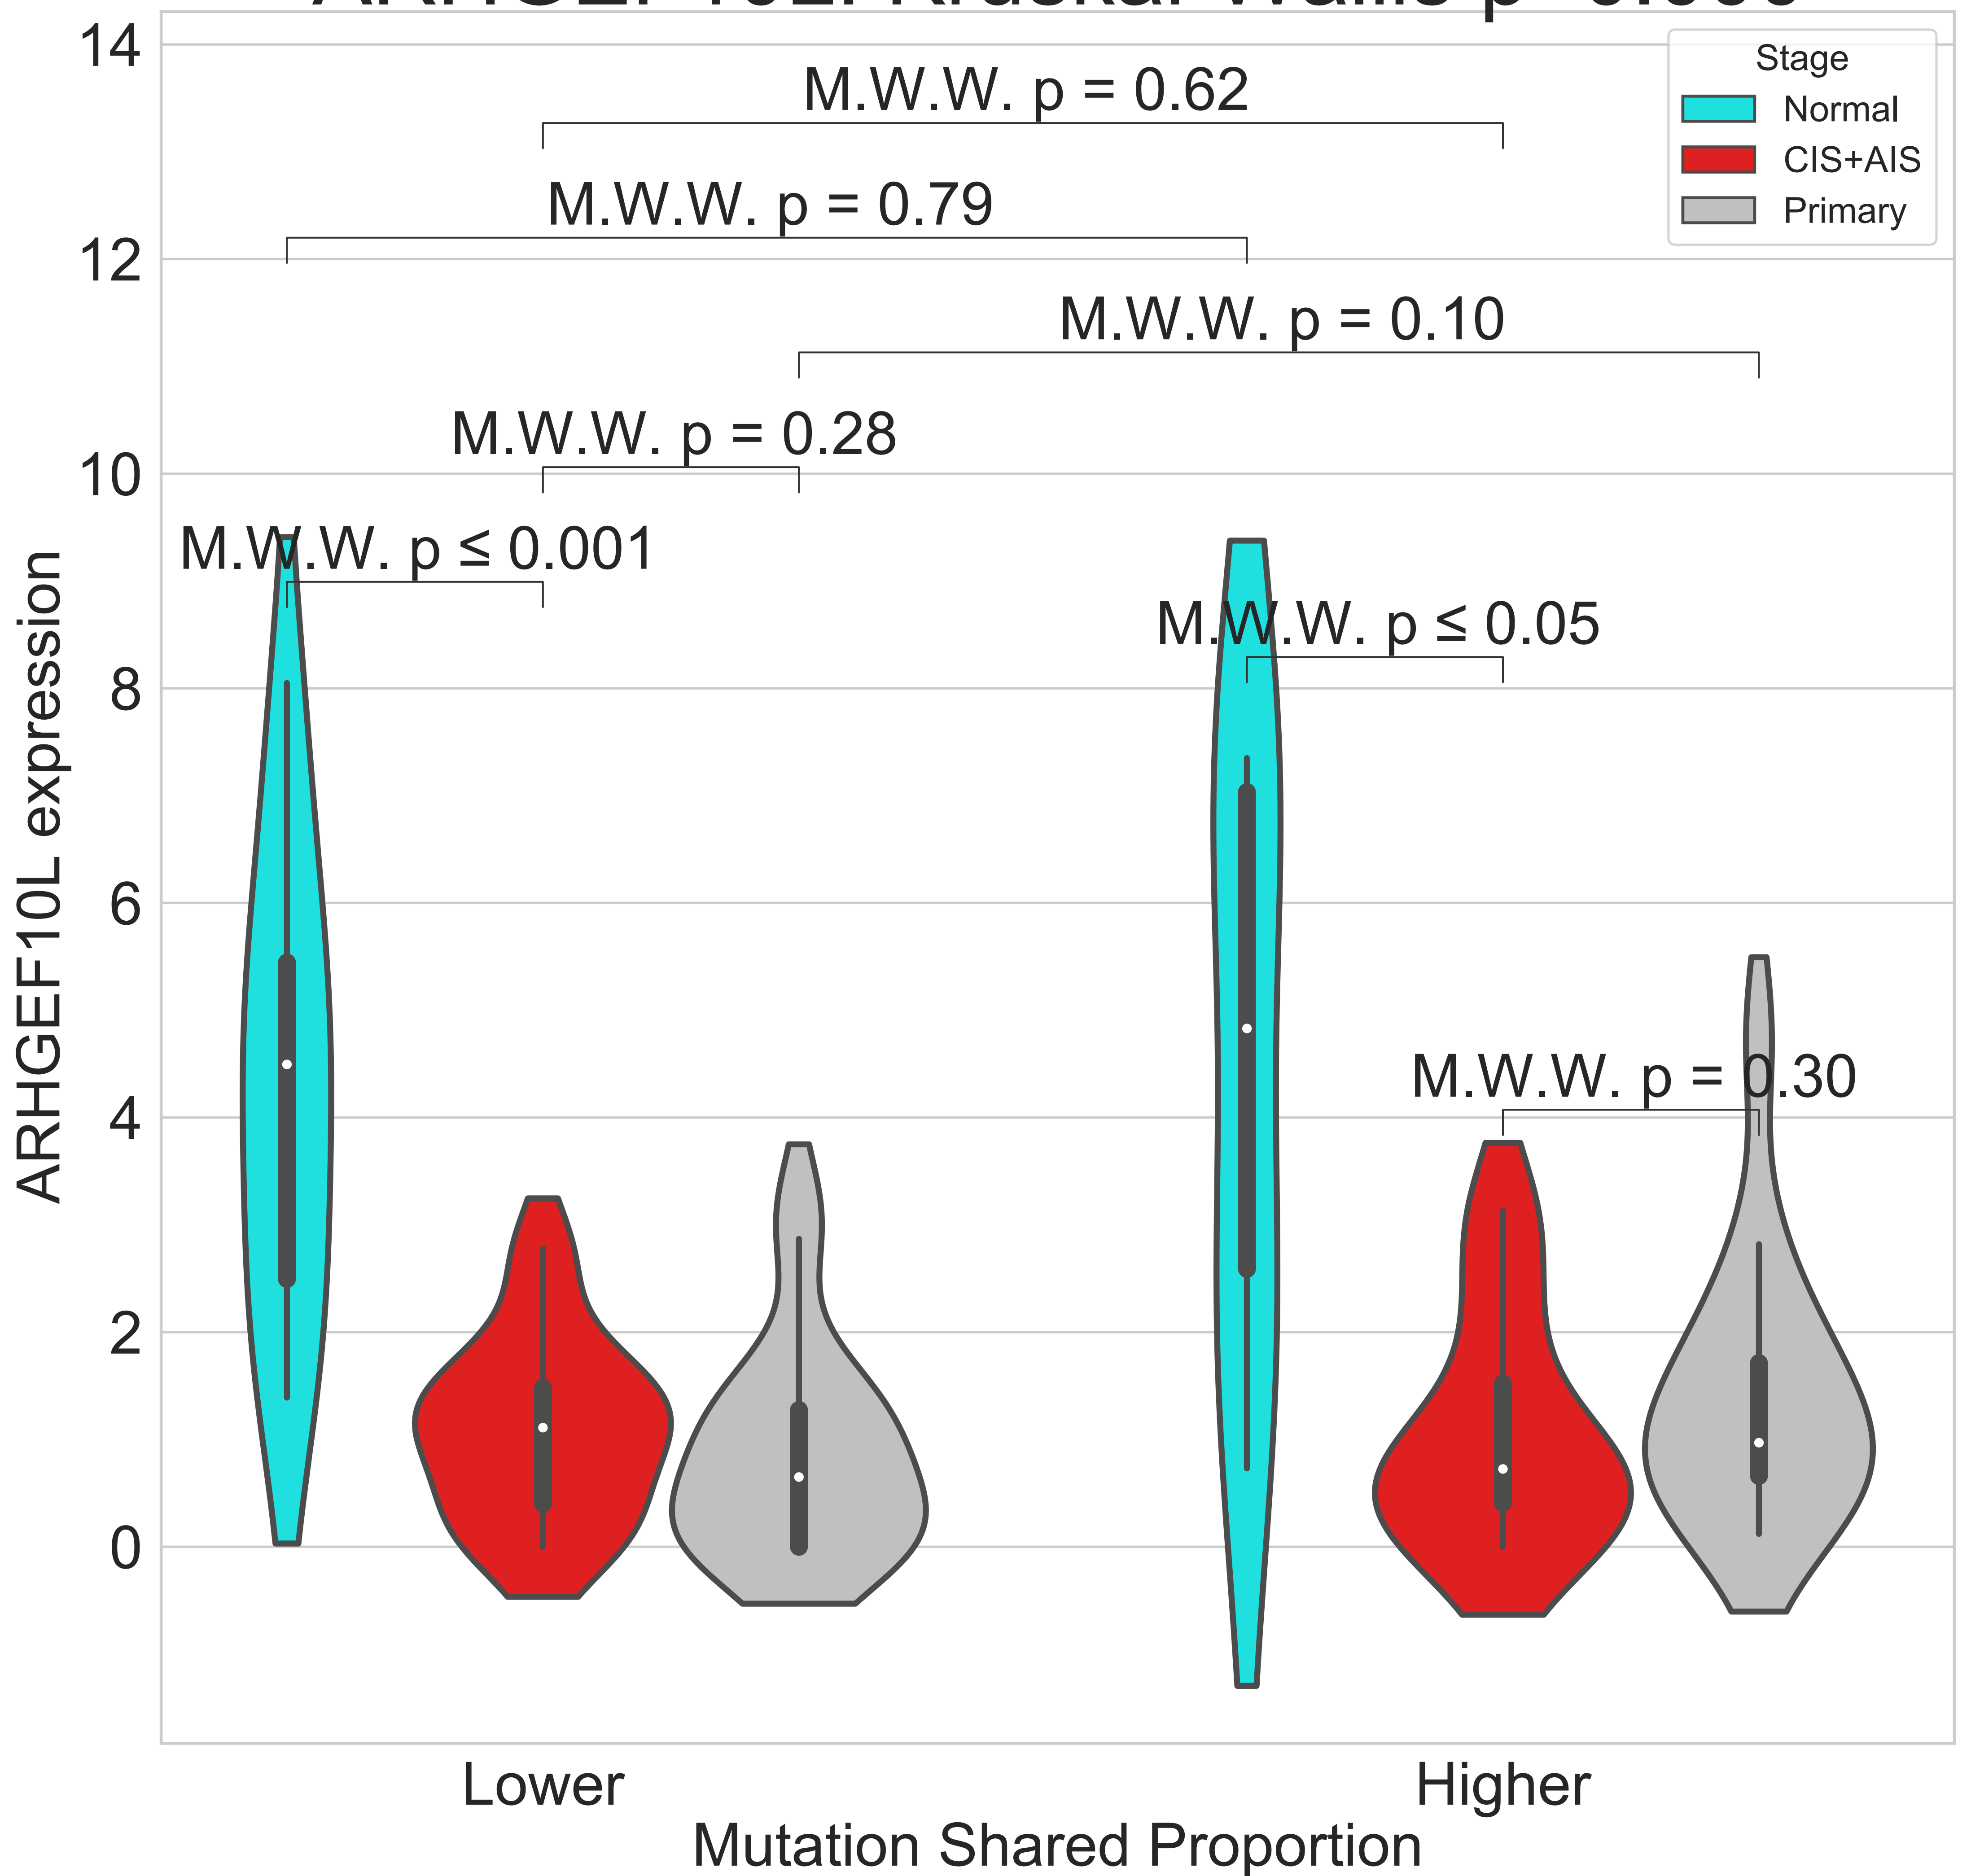 14
12
10
8
6
4
2
0
ARHGEF10L expression
M.W.W. p = 0.62
M.W.W. p = 0.79
M.W.W. p = 0.10
M.W.W. p = 0.28
M.W.W. p ≤ 0.001
M.W.W. p ≤ 0.05
M.W.W. p = 0.30
Stage
Normal
CIS+AIS
Primary
Lower
Higher
Mutation Shared Proportion